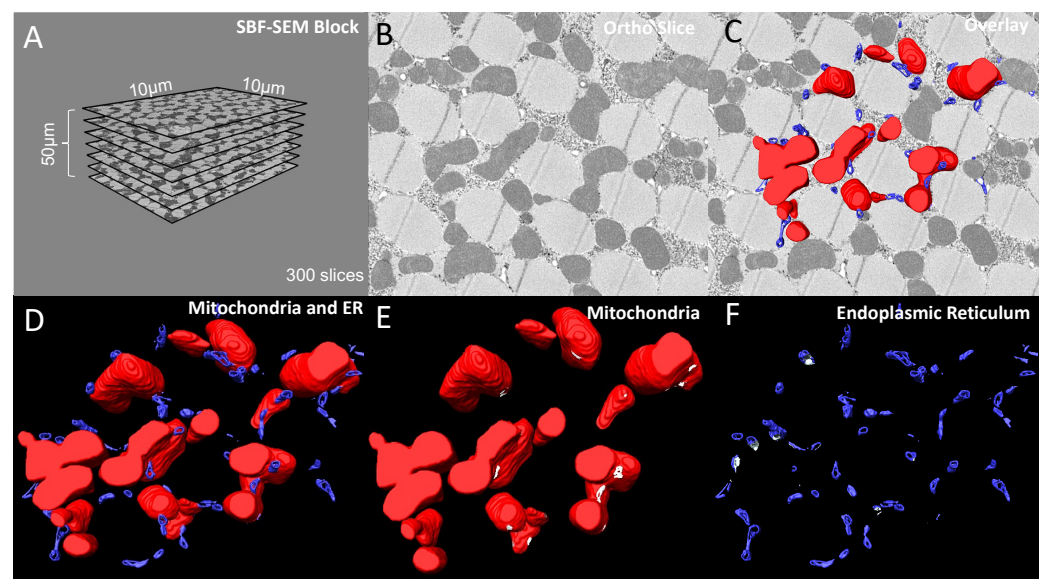 A
SBF-SEM Block
10µm
10µm
50µm
300 slices
B
Ortho Slice
C
Overlay
D
Mitochondria and ER
E
Mitochondria
F
Endoplasmic Reticulum